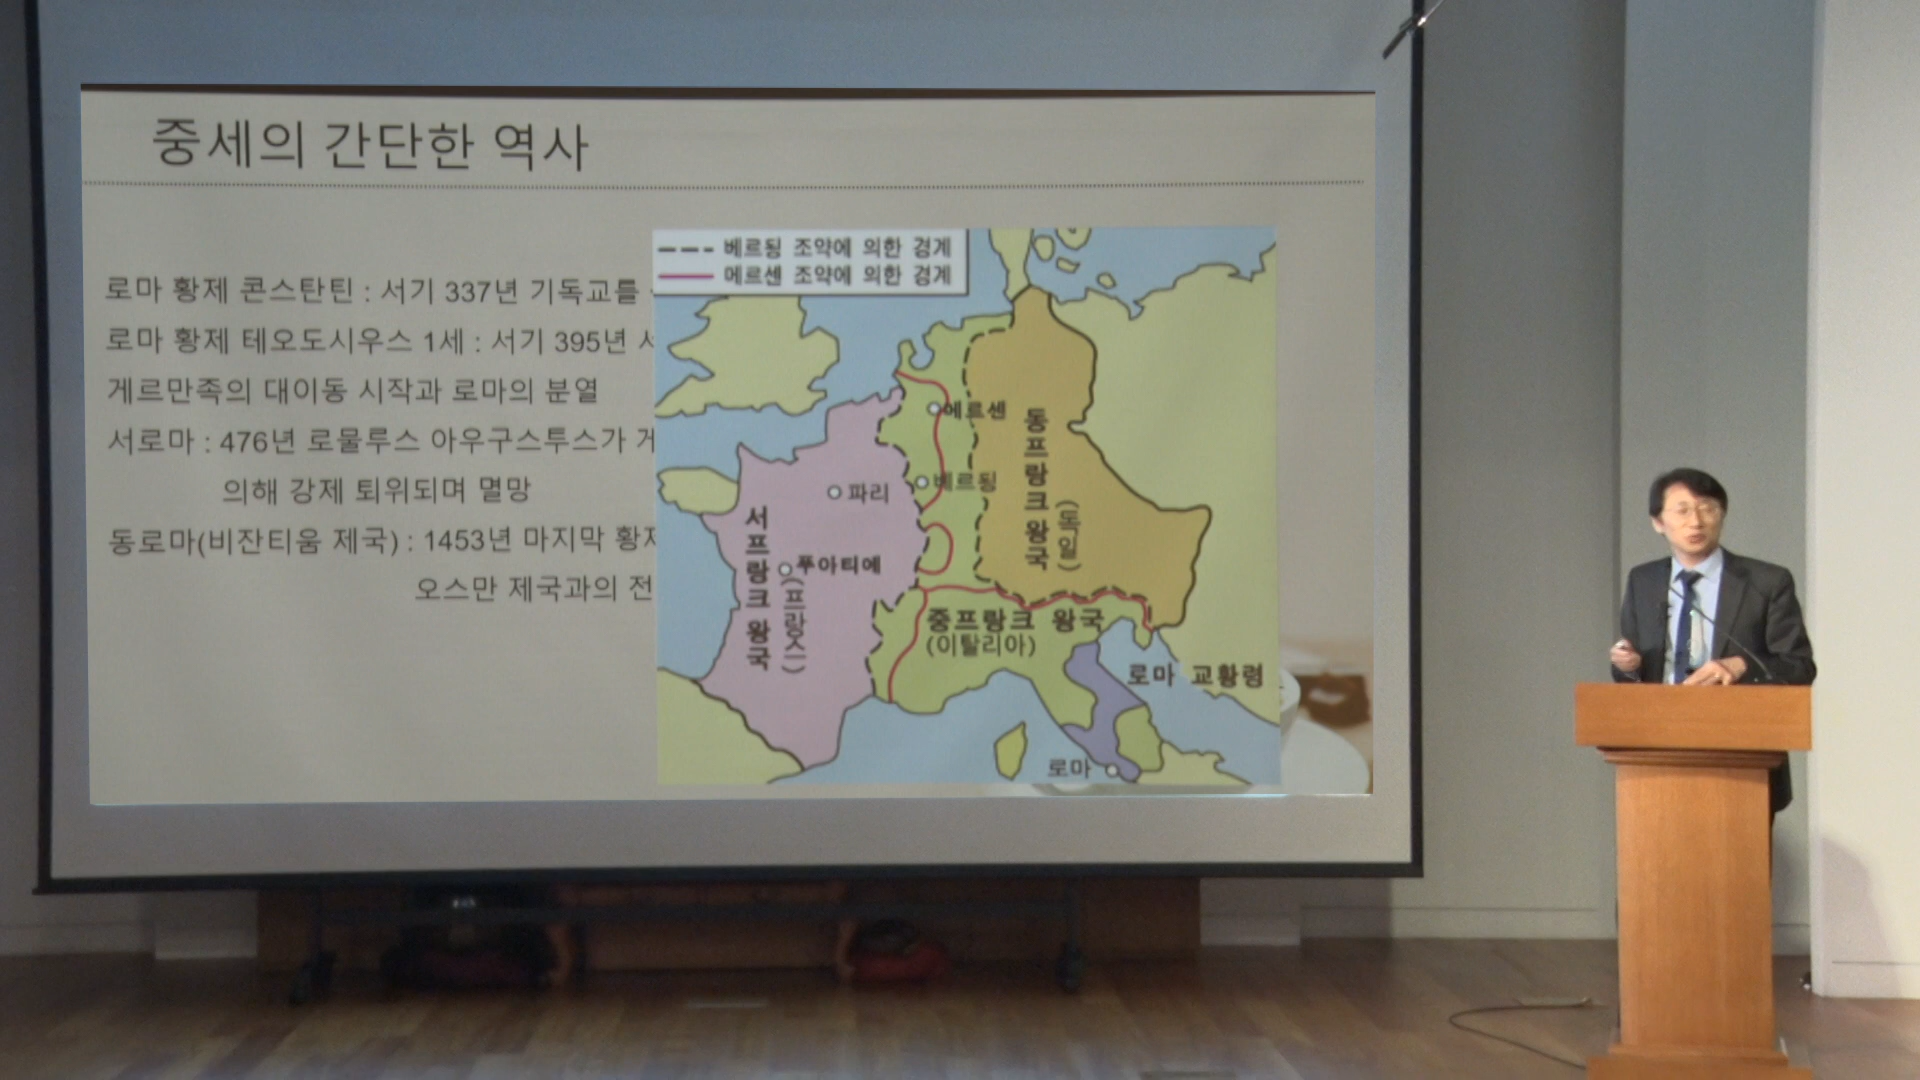 중세의 간단한 역사
로마 황제 콘스탄틴 : 서기 337년 기독교를
로마 황제 테오도시우스 1세 : 서기 395년
게르만족의 대이동 시작과 로마의 분열
서로마 : 476년 로물루스 아우구스투스가 게
의해 강제 퇴위되며 멸망
동로마(비잔티움 제국) : 1453년 마지막 황제
오스만 제국과의 전
베르됭 조약에 의한 경계
메르센 조약에 의한 경계
메르센
베르됭
파리
푸아티에
서프랑크 왕국
(프랑스)
동프랑크 왕국
(독일)
중프랑크 왕국
(이탈리아)
로마 교황령
로마